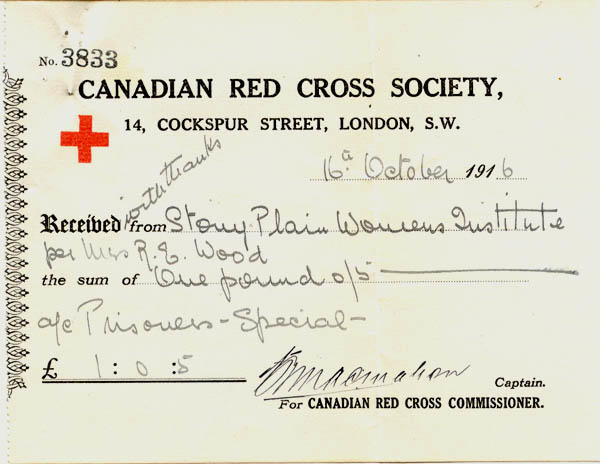 No. 3833
CANADIAN RED CROSS SOCIETY,
14, COCKSPUR STREET, LONDON, S.W.
16th October 1916
with thanks
Received from Stony Plain Womens Institute
per Mrs R. E. Wood
the sum of One pound 0/5
a/c Prisoners - Special -
£ 1 : 0 : 5
Macmahon Captain.
For CANADIAN RED CROSS COMMISSIONER.